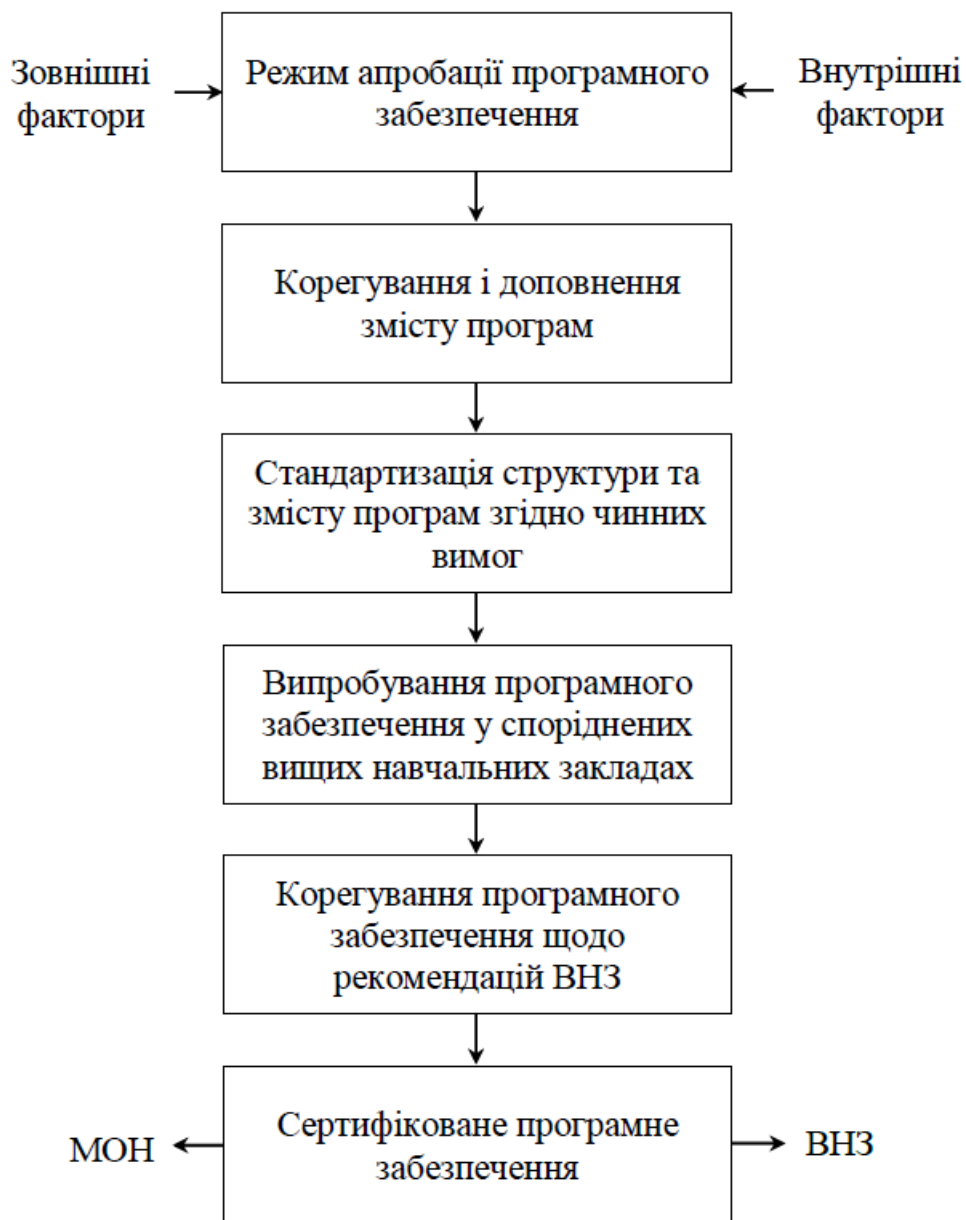 Зовнішні
фактори
Режим апробації програмного
забезпечення
Внутрішні
фактори
Корегування і доповнення
змісту програм
Стандартизація структури та
змісту програм згідно чинних
вимог
Випробування програмного
забезпечення у споріднених
вищих навчальних закладах
Корегування програмного
забезпечення щодо
рекомендацій ВНЗ
МОН
Сертифіковане програмне
забезпечення
ВНЗ